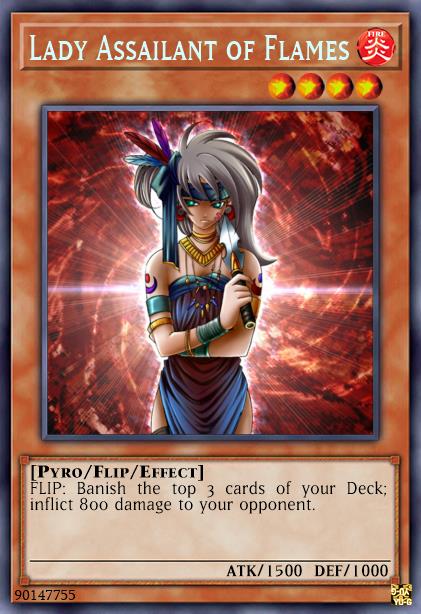 LADY ASSAILANT OF FLAMES
FIRE
炎
[PYRO/FLIP/EFFECT]
FLIP: Banish the top 3 cards of your Deck;
inflict 800 damage to your opponent.
ATK/1500 DEF/1000
90147755